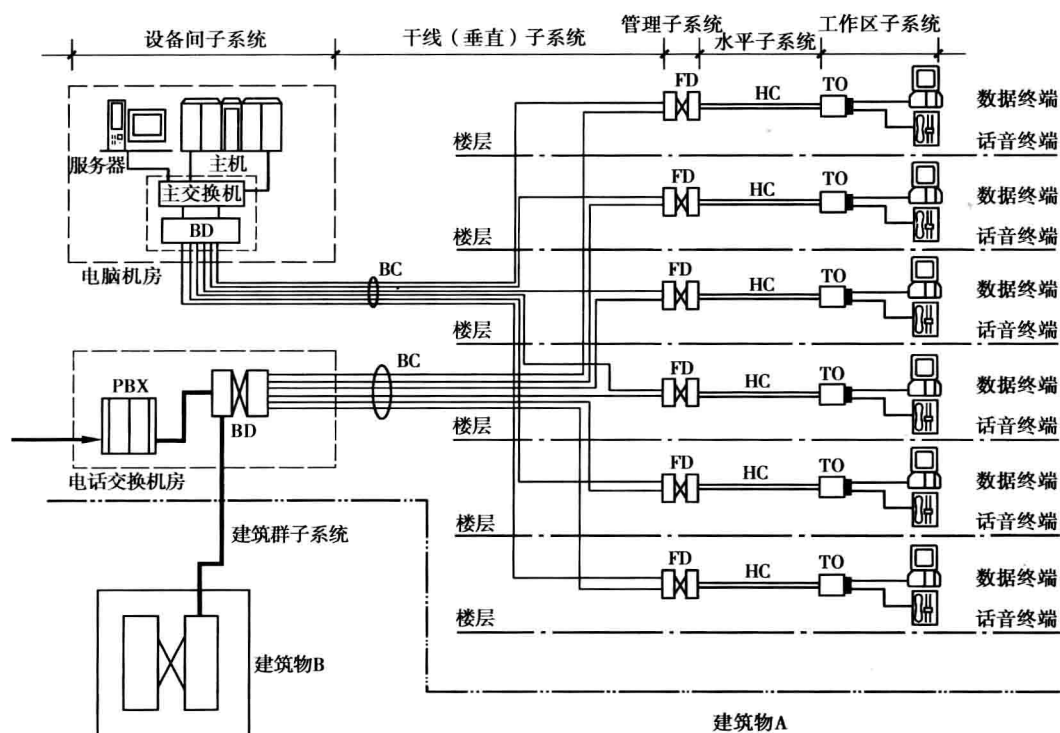 设备间子系统
干线（垂直）子系统
管理子系统
水平子系统
工作区子系统
FD
HC
TO
数据终端
话音终端
楼层
服务器
主机
主交换机
BD
电脑机房
FD
HC
TO
数据终端
话音终端
楼层
BC
FD
HC
TO
数据终端
话音终端
楼层
PBX
BD
电话交换机房
BC
FD
HC
TO
数据终端
话音终端
楼层
FD
HC
TO
数据终端
话音终端
楼层
建筑群子系统
FD
HC
TO
数据终端
话音终端
楼层
建筑物B
建筑物A